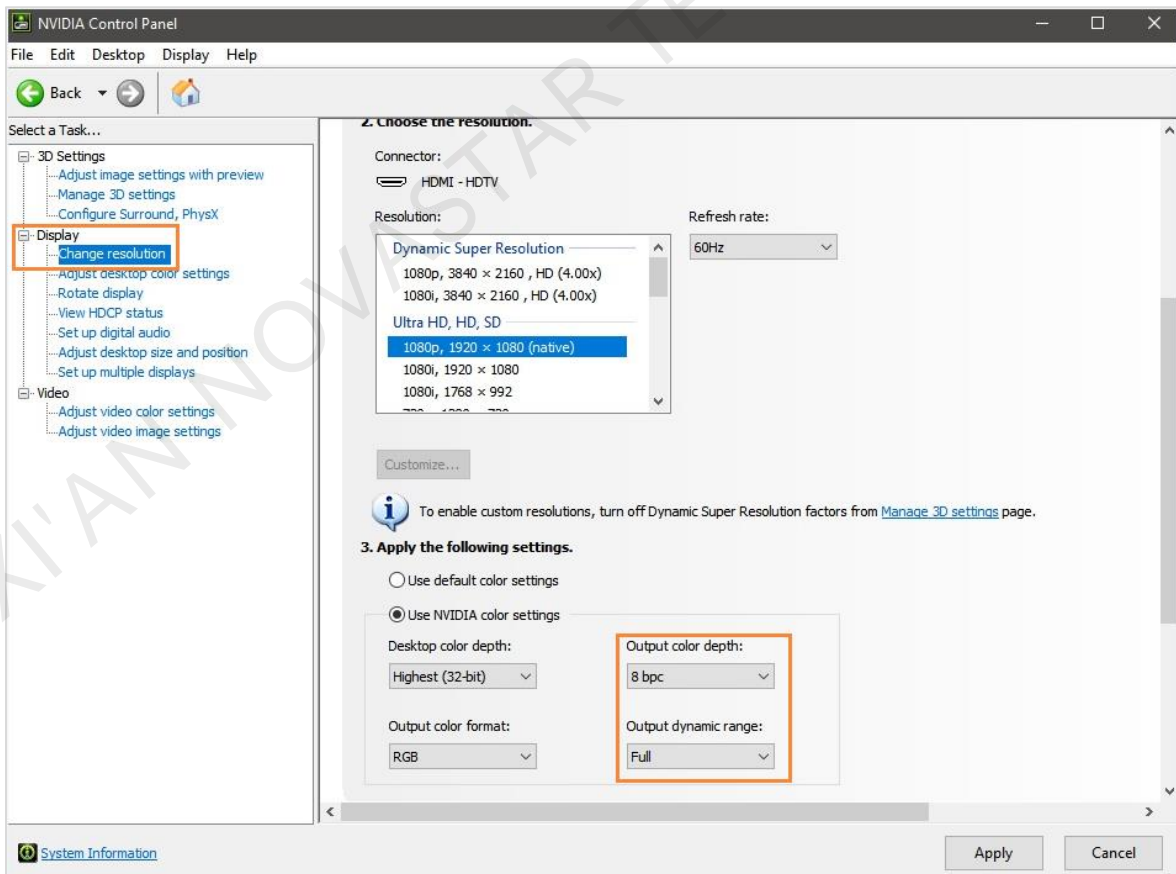 NVIDIA Control Panel
File Edit Desktop Display Help
Back
Select a Task...
3D Settings
Adjust image settings with preview
Manage 3D settings
Configure Surround, PhysX
Display
Change resolution
Adjust desktop color settings
Rotate display
View HDCP status
Set up digital audio
Adjust desktop size and position
Set up multiple displays
Video
Adjust video color settings
Adjust video image settings
System Information
2. Choose the resolution.
Connector:
HDMI - HDTV
Resolution:
Refresh rate:
60Hz
Dynamic Super Resolution
1080p, 3840 × 2160 , HD (4.00x)
1080i, 3840 × 2160 , HD (4.00x)
Ultra HD, HD, SD
1080p, 1920 × 1080 (native)
1080i, 1920 × 1080
1080i, 1768 × 992
Customize...
To enable custom resolutions, turn off Dynamic Super Resolution factors from Manage 3D settings page.
3. Apply the following settings.
Use default color settings
Use NVIDIA color settings
Desktop color depth:
Highest (32-bit)
Output color depth:
8 bpc
Output color format:
RGB
Output dynamic range:
Full
Apply
Cancel
XI'AN NOVASTAR